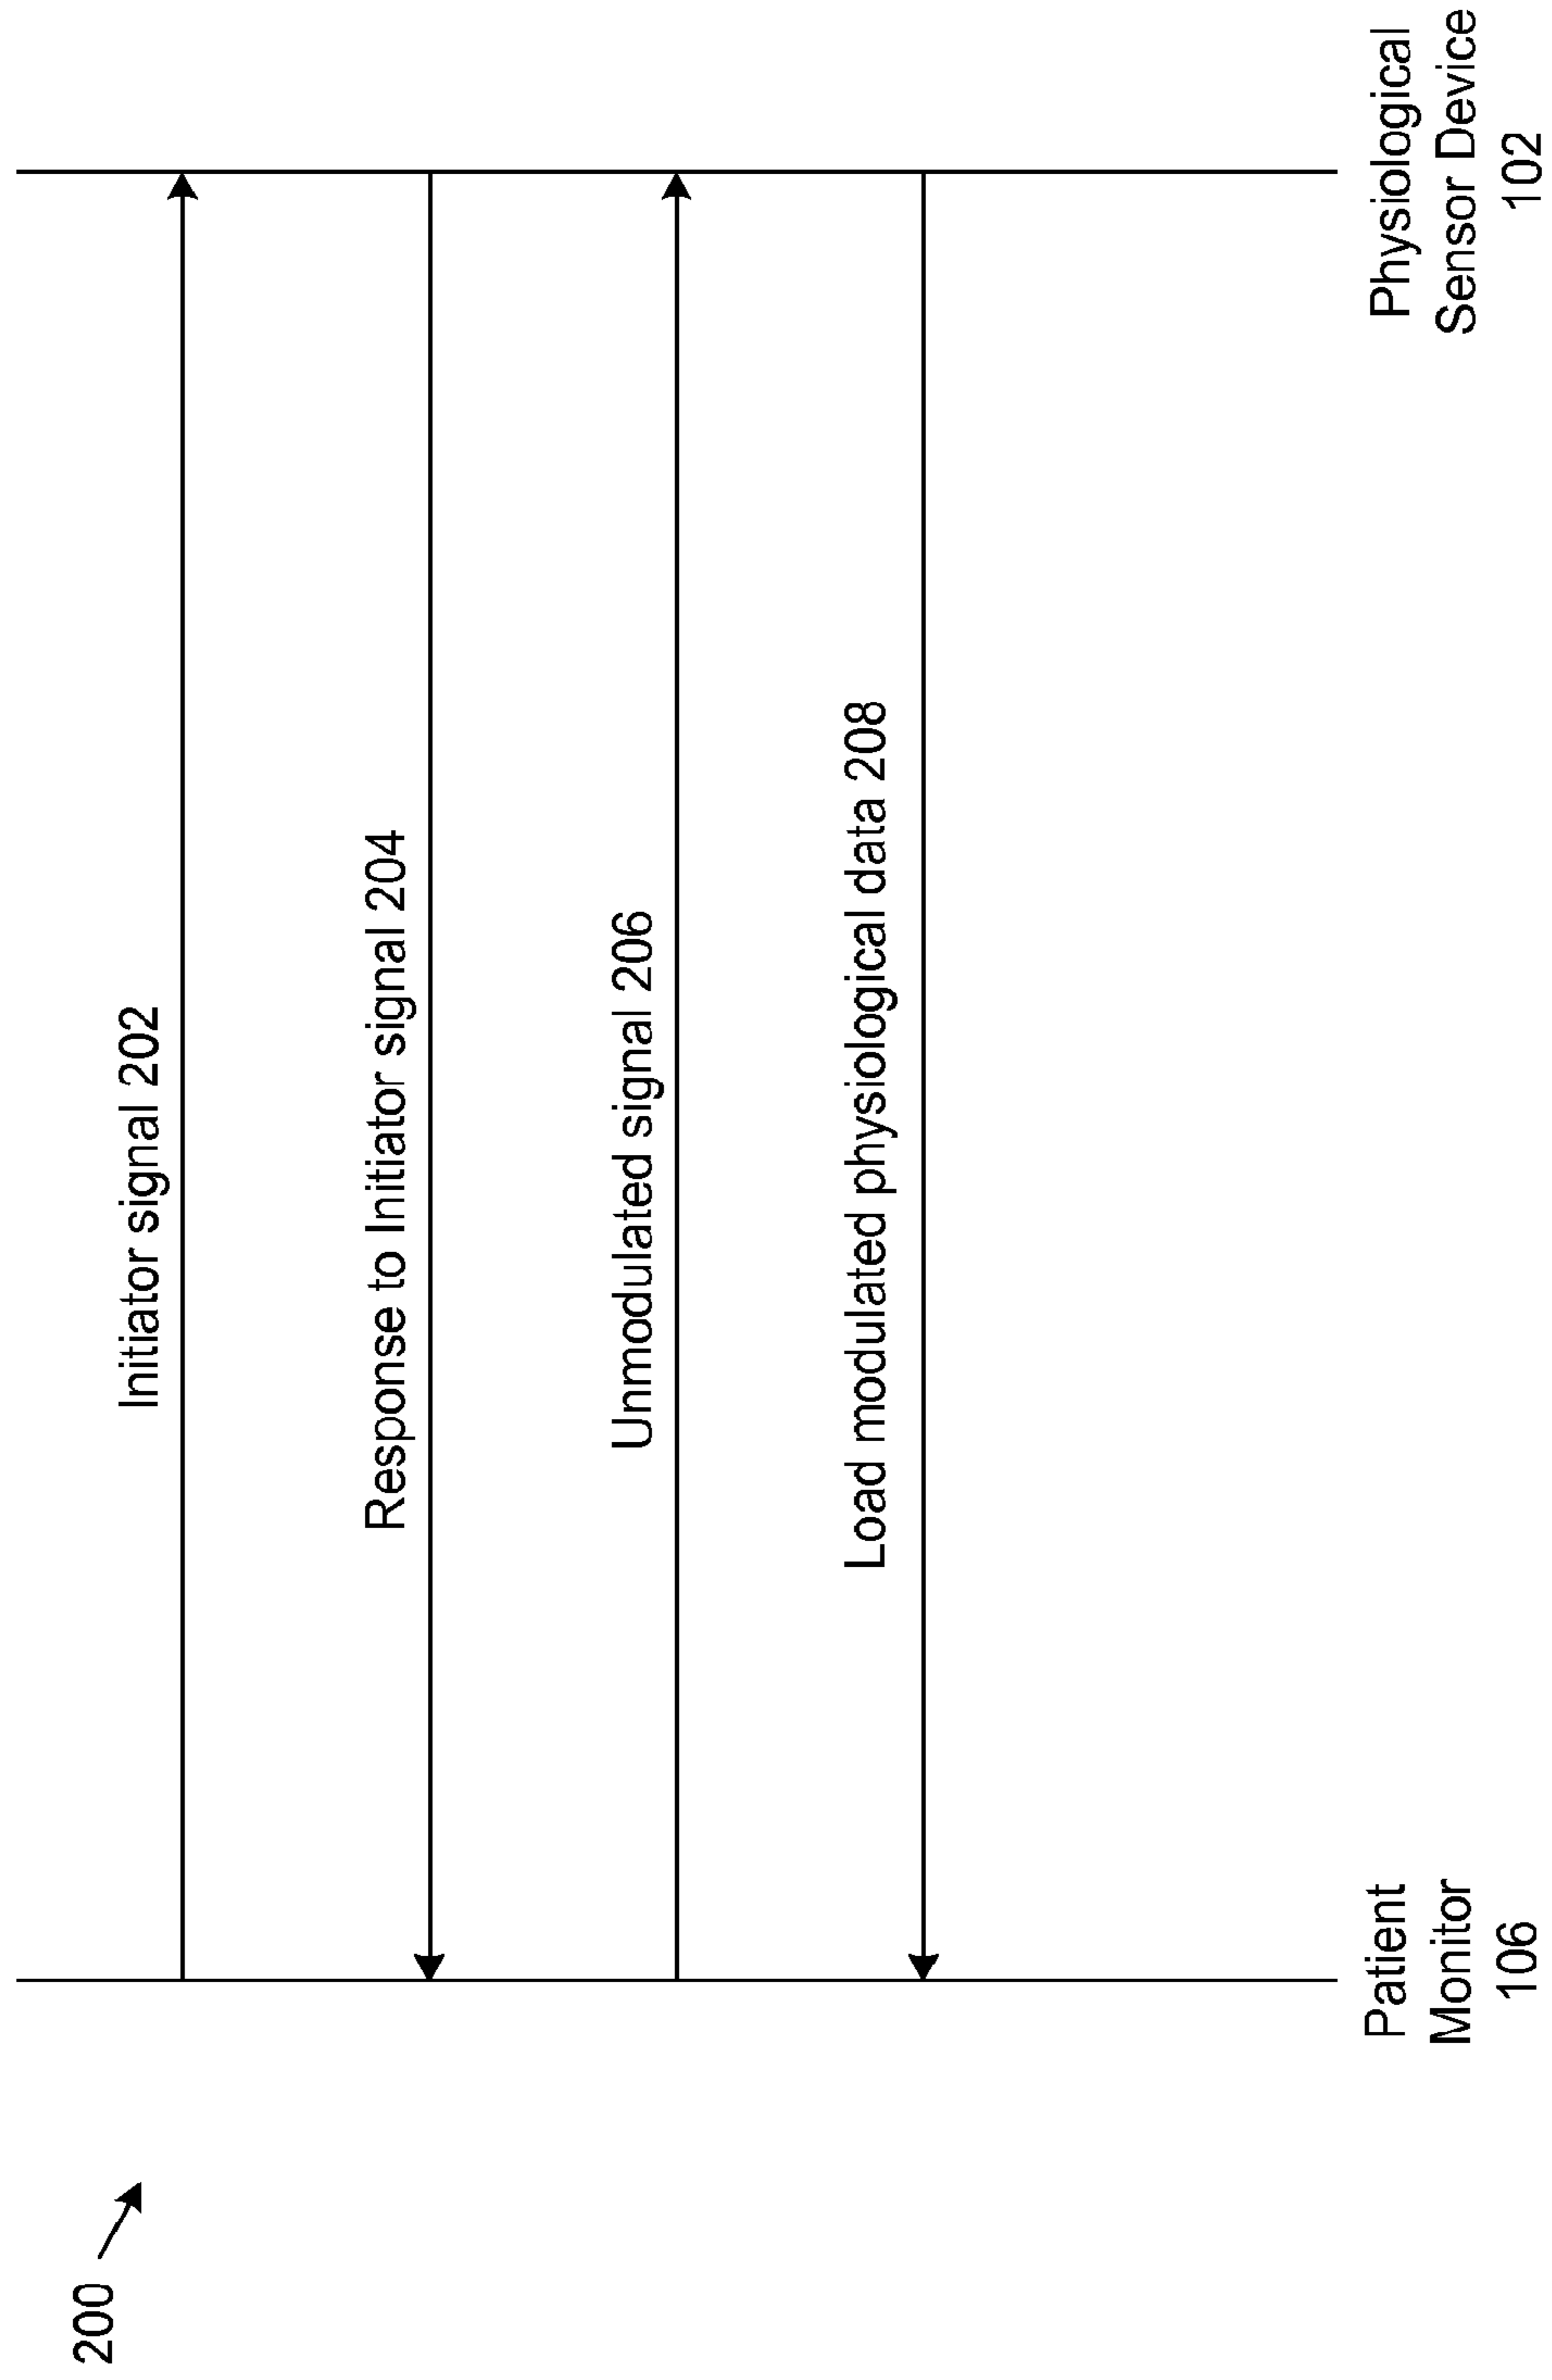 200
Initiator signal 202
Response to Initiator signal 204
Unmodulated signal 206
Load modulated physiological data 208
Patient
Monitor
106
Physiological
Sensor Device
102